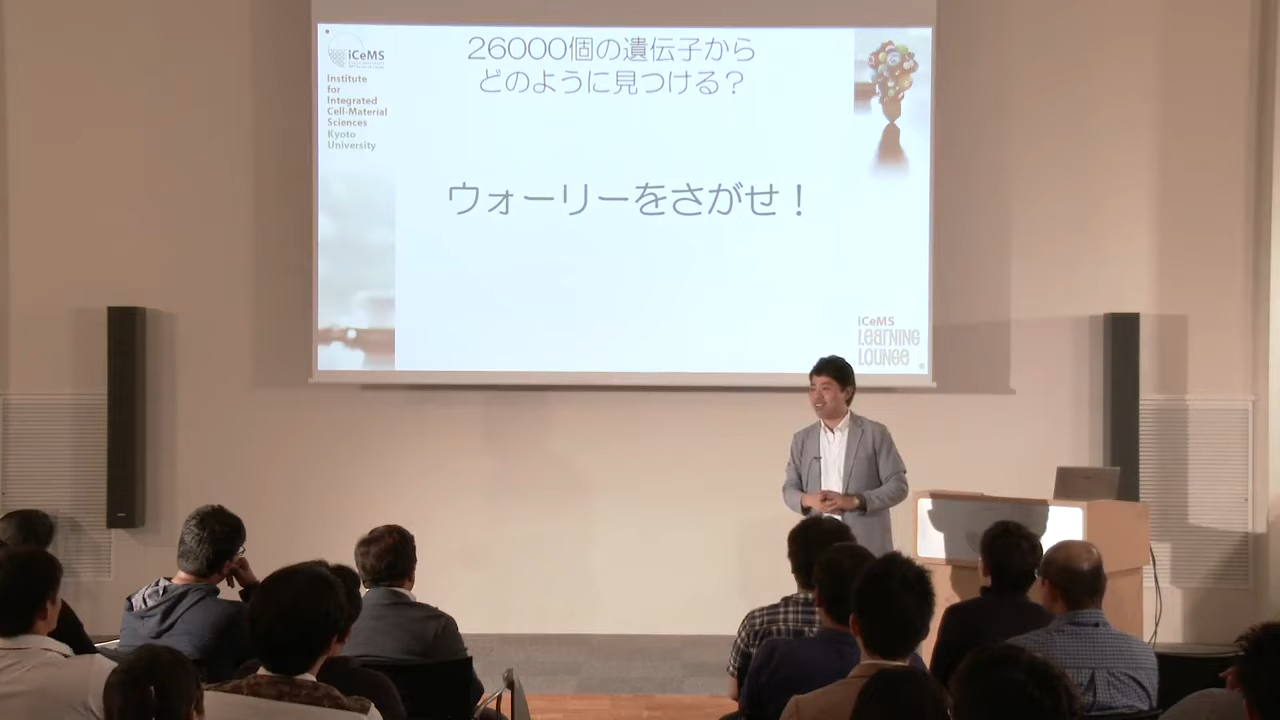 26000個の遺伝子から
どのように見つける？
ウォーリーをさがせ！
iCeMS
Institute
for
Integrated
Cell-Material
Sciences
Kyoto
University
iCeMS
LeaRNiNG
LOUNGe